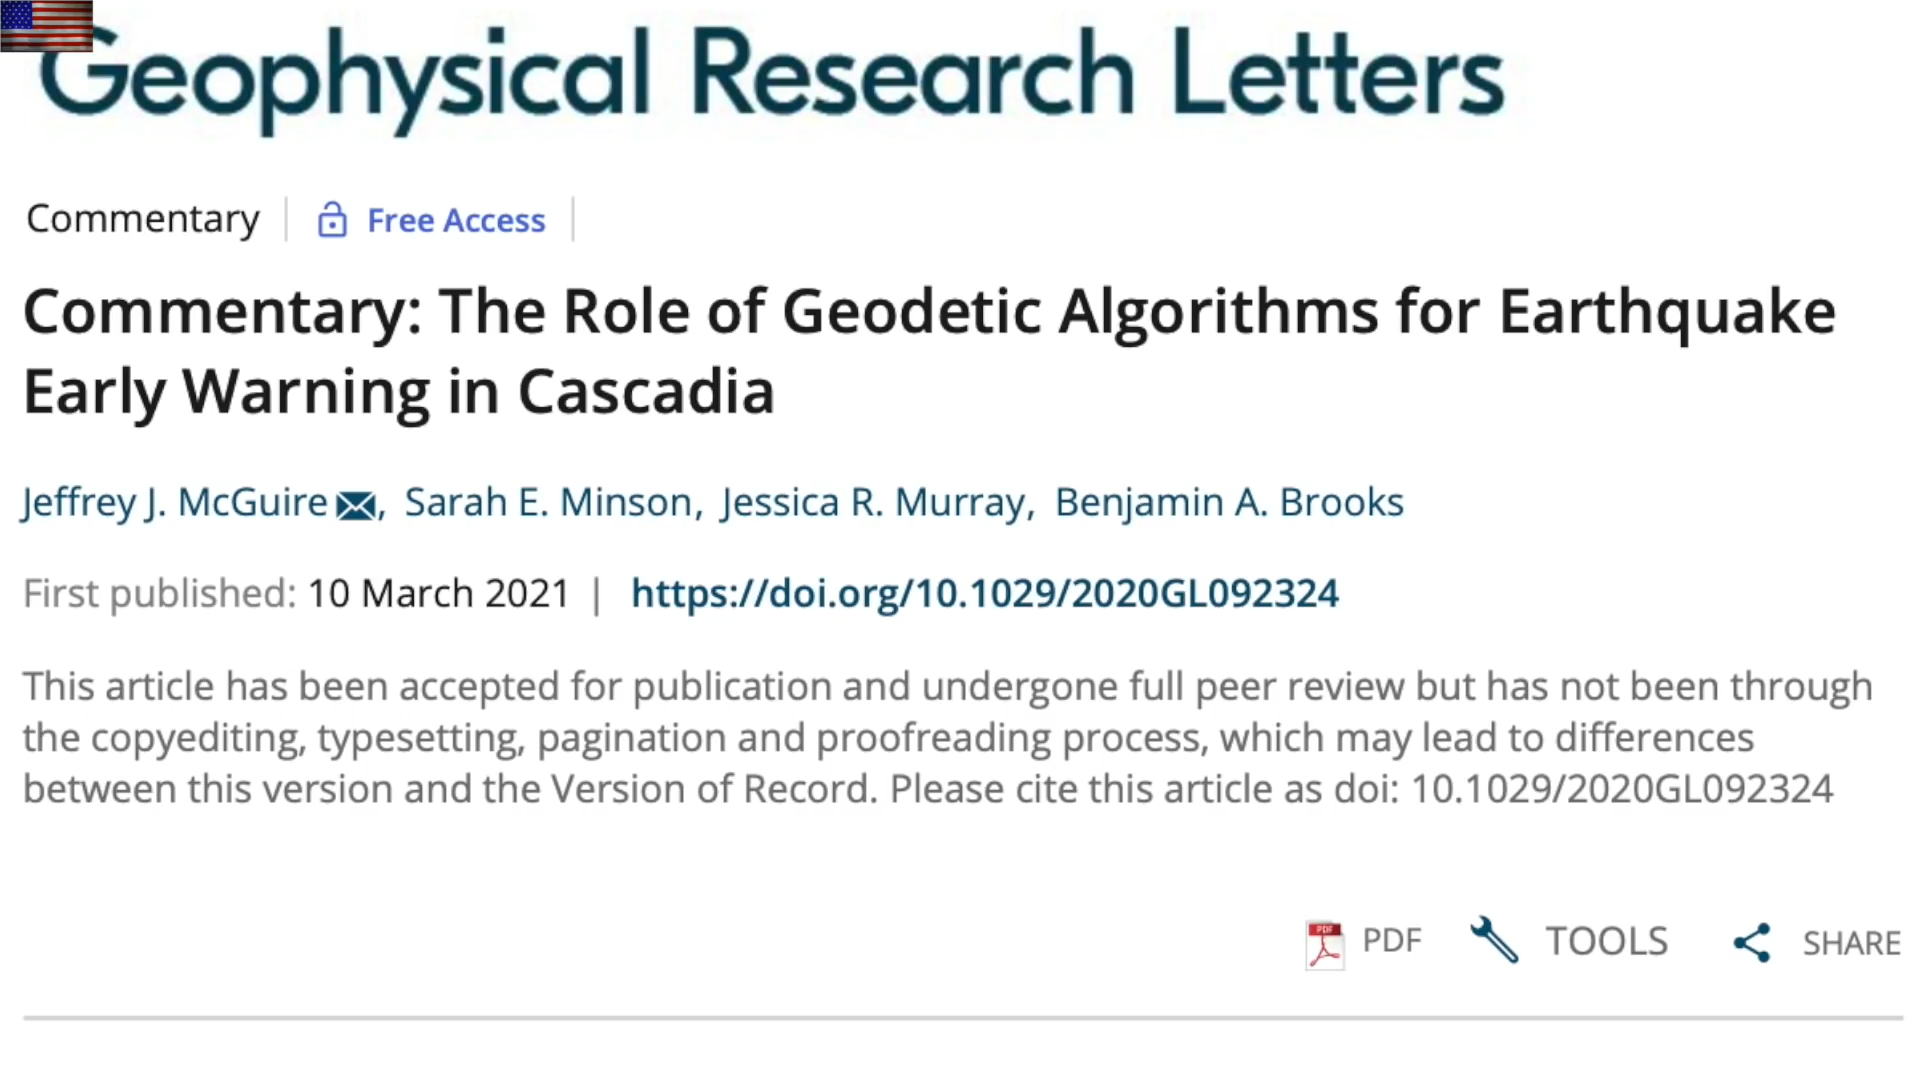 Geophysical Research Letters
Commentary | Free Access |
Commentary: The Role of Geodetic Algorithms for Earthquake
Early Warning in Cascadia
Jeffrey J. McGuire, Sarah E. Minson, Jessica R. Murray, Benjamin A. Brooks
First published: 10 March 2021 | https://doi.org/10.1029/2020GL092324
This article has been accepted for publication and undergone full peer review but has not been through
the copyediting, typesetting, pagination and proofreading process, which may lead to differences
between this version and the Version of Record. Please cite this article as doi: 10.1029/2020GL092324
PDF PDF TOOLS SHARE